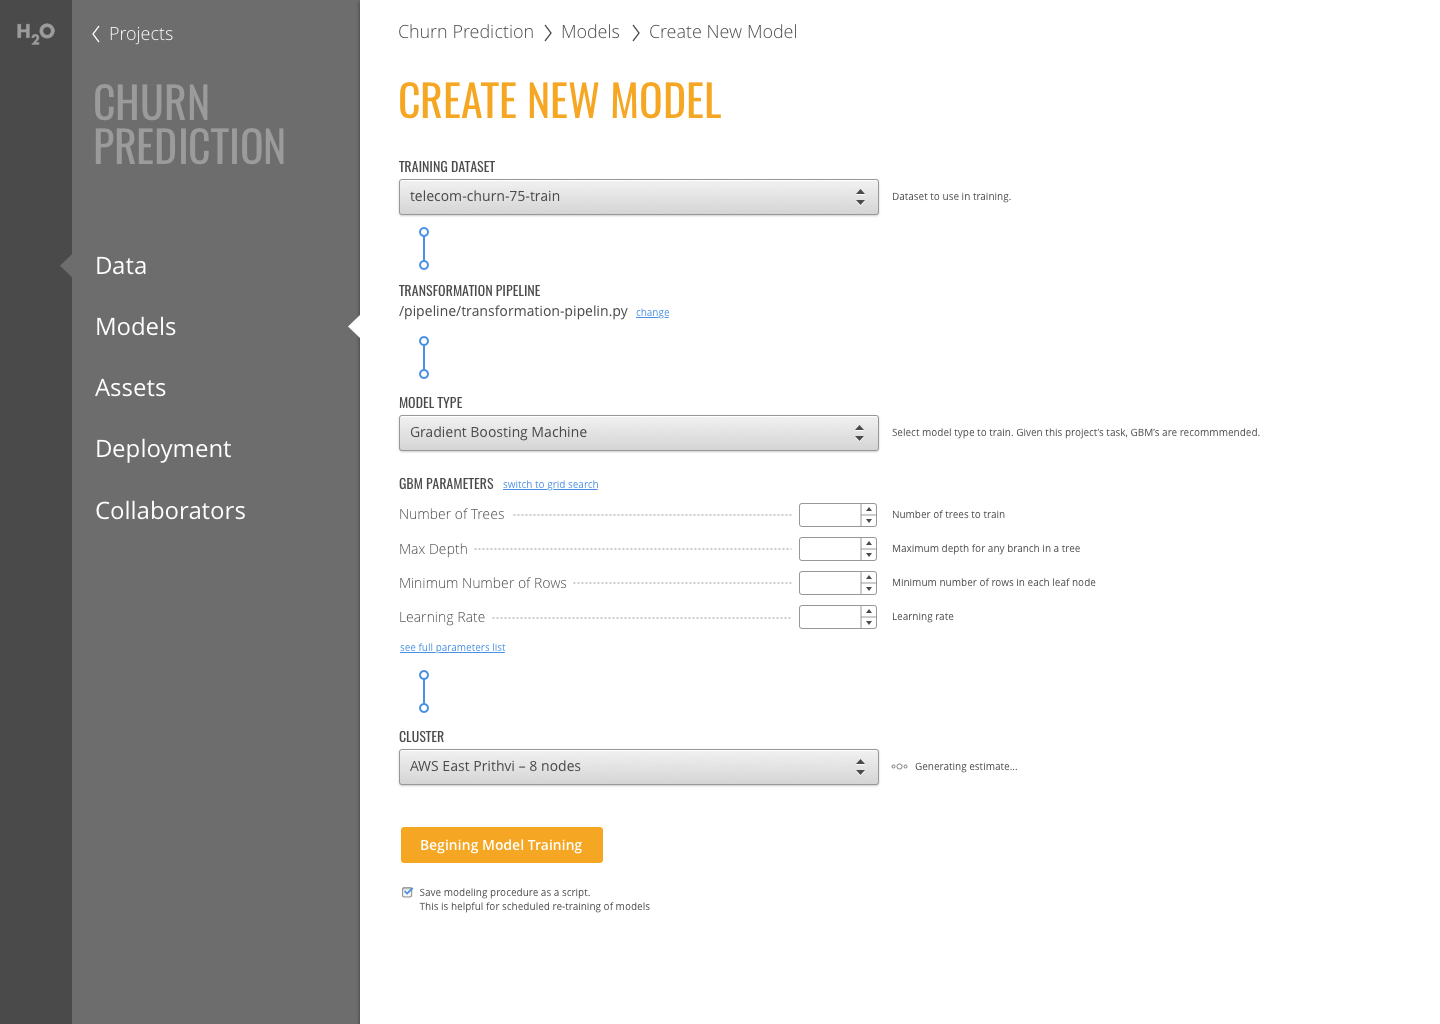 H2O
Projects
CHURN
PREDICTION
Data
Models
Assets
Deployment
Collaborators
Churn Prediction
Models
Create New Model
CREATE NEW MODEL
TRAINING DATASET
telecom-churn-75-train
Dataset to use in training.
TRANSFORMATION PIPELINE
/pipeline/transformation-pipelin.py change
MODEL TYPE
Gradient Boosting Machine
Select model type to train. Given this project's task, GBM's are recommmended.
GBM PARAMETERS switch to grid search
Number of Trees
Number of trees to train
Max Depth
Maximum depth for any branch in a tree
Minimum Number of Rows
Minimum number of rows in each leaf node
Learning Rate
Learning rate
see full parameters list
CLUSTER
AWS East Prithvi – 8 nodes
Generating estimate...
Begining Model Training
Save modeling procedure as a script.
This is helpful for scheduled re-training of models